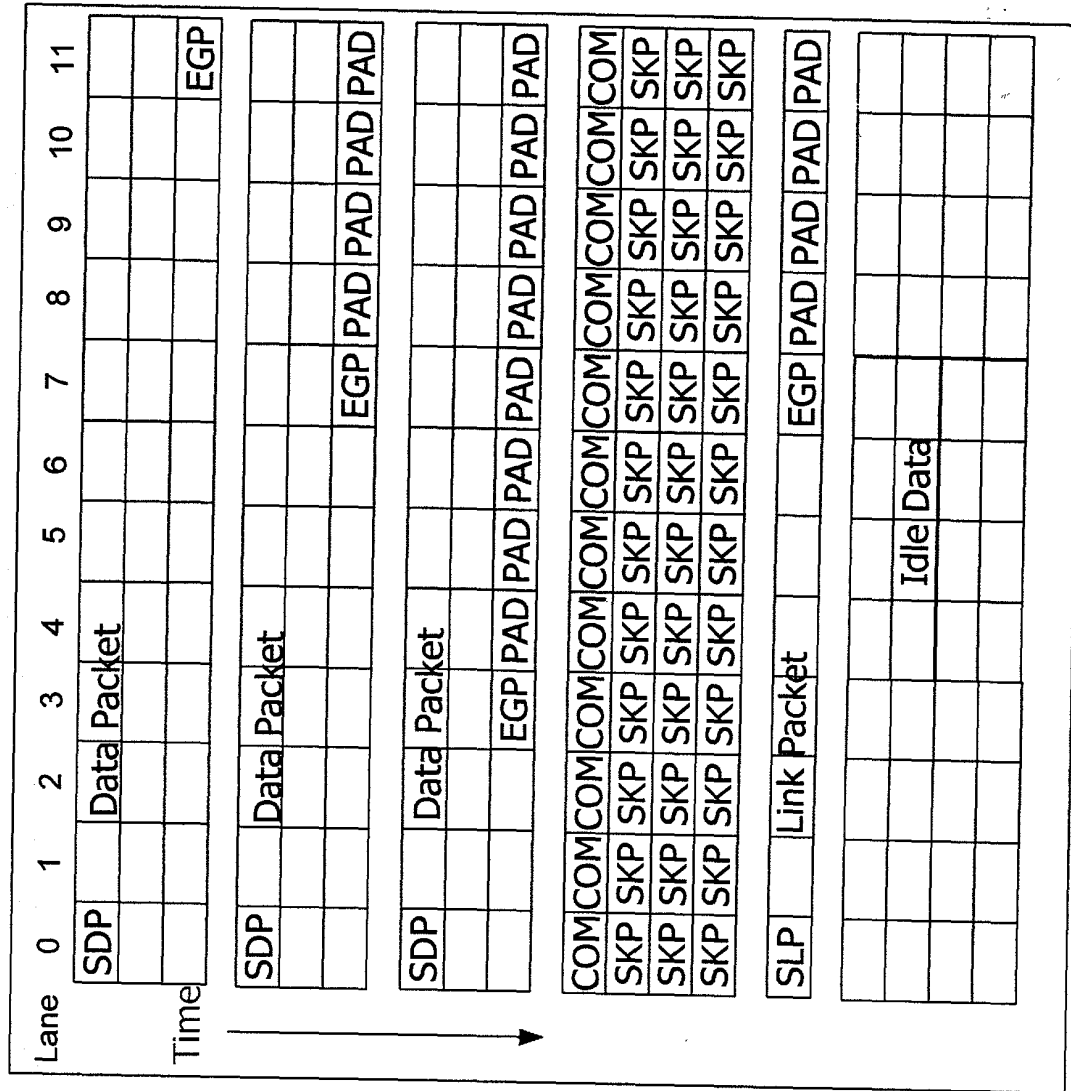 Lane 0 1 2 3 4 5 6 7 8 9 10 11
SDP Data Packet
Time EGP
SDP Data Packet
EGP PAD PAD PAD PAD
SDP Data Packet
EGP PAD PAD PAD PAD PAD PAD PAD PAD
COM COM COM COM COM COM COM COM COM COM COM COM
SKP SKP SKP SKP SKP SKP SKP SKP SKP SKP SKP SKP
SKP SKP SKP SKP SKP SKP SKP SKP SKP SKP SKP SKP
SKP SKP SKP SKP SKP SKP SKP SKP SKP SKP SKP SKP
SLP Link Packet EGP PAD PAD PAD PAD
Idle Data